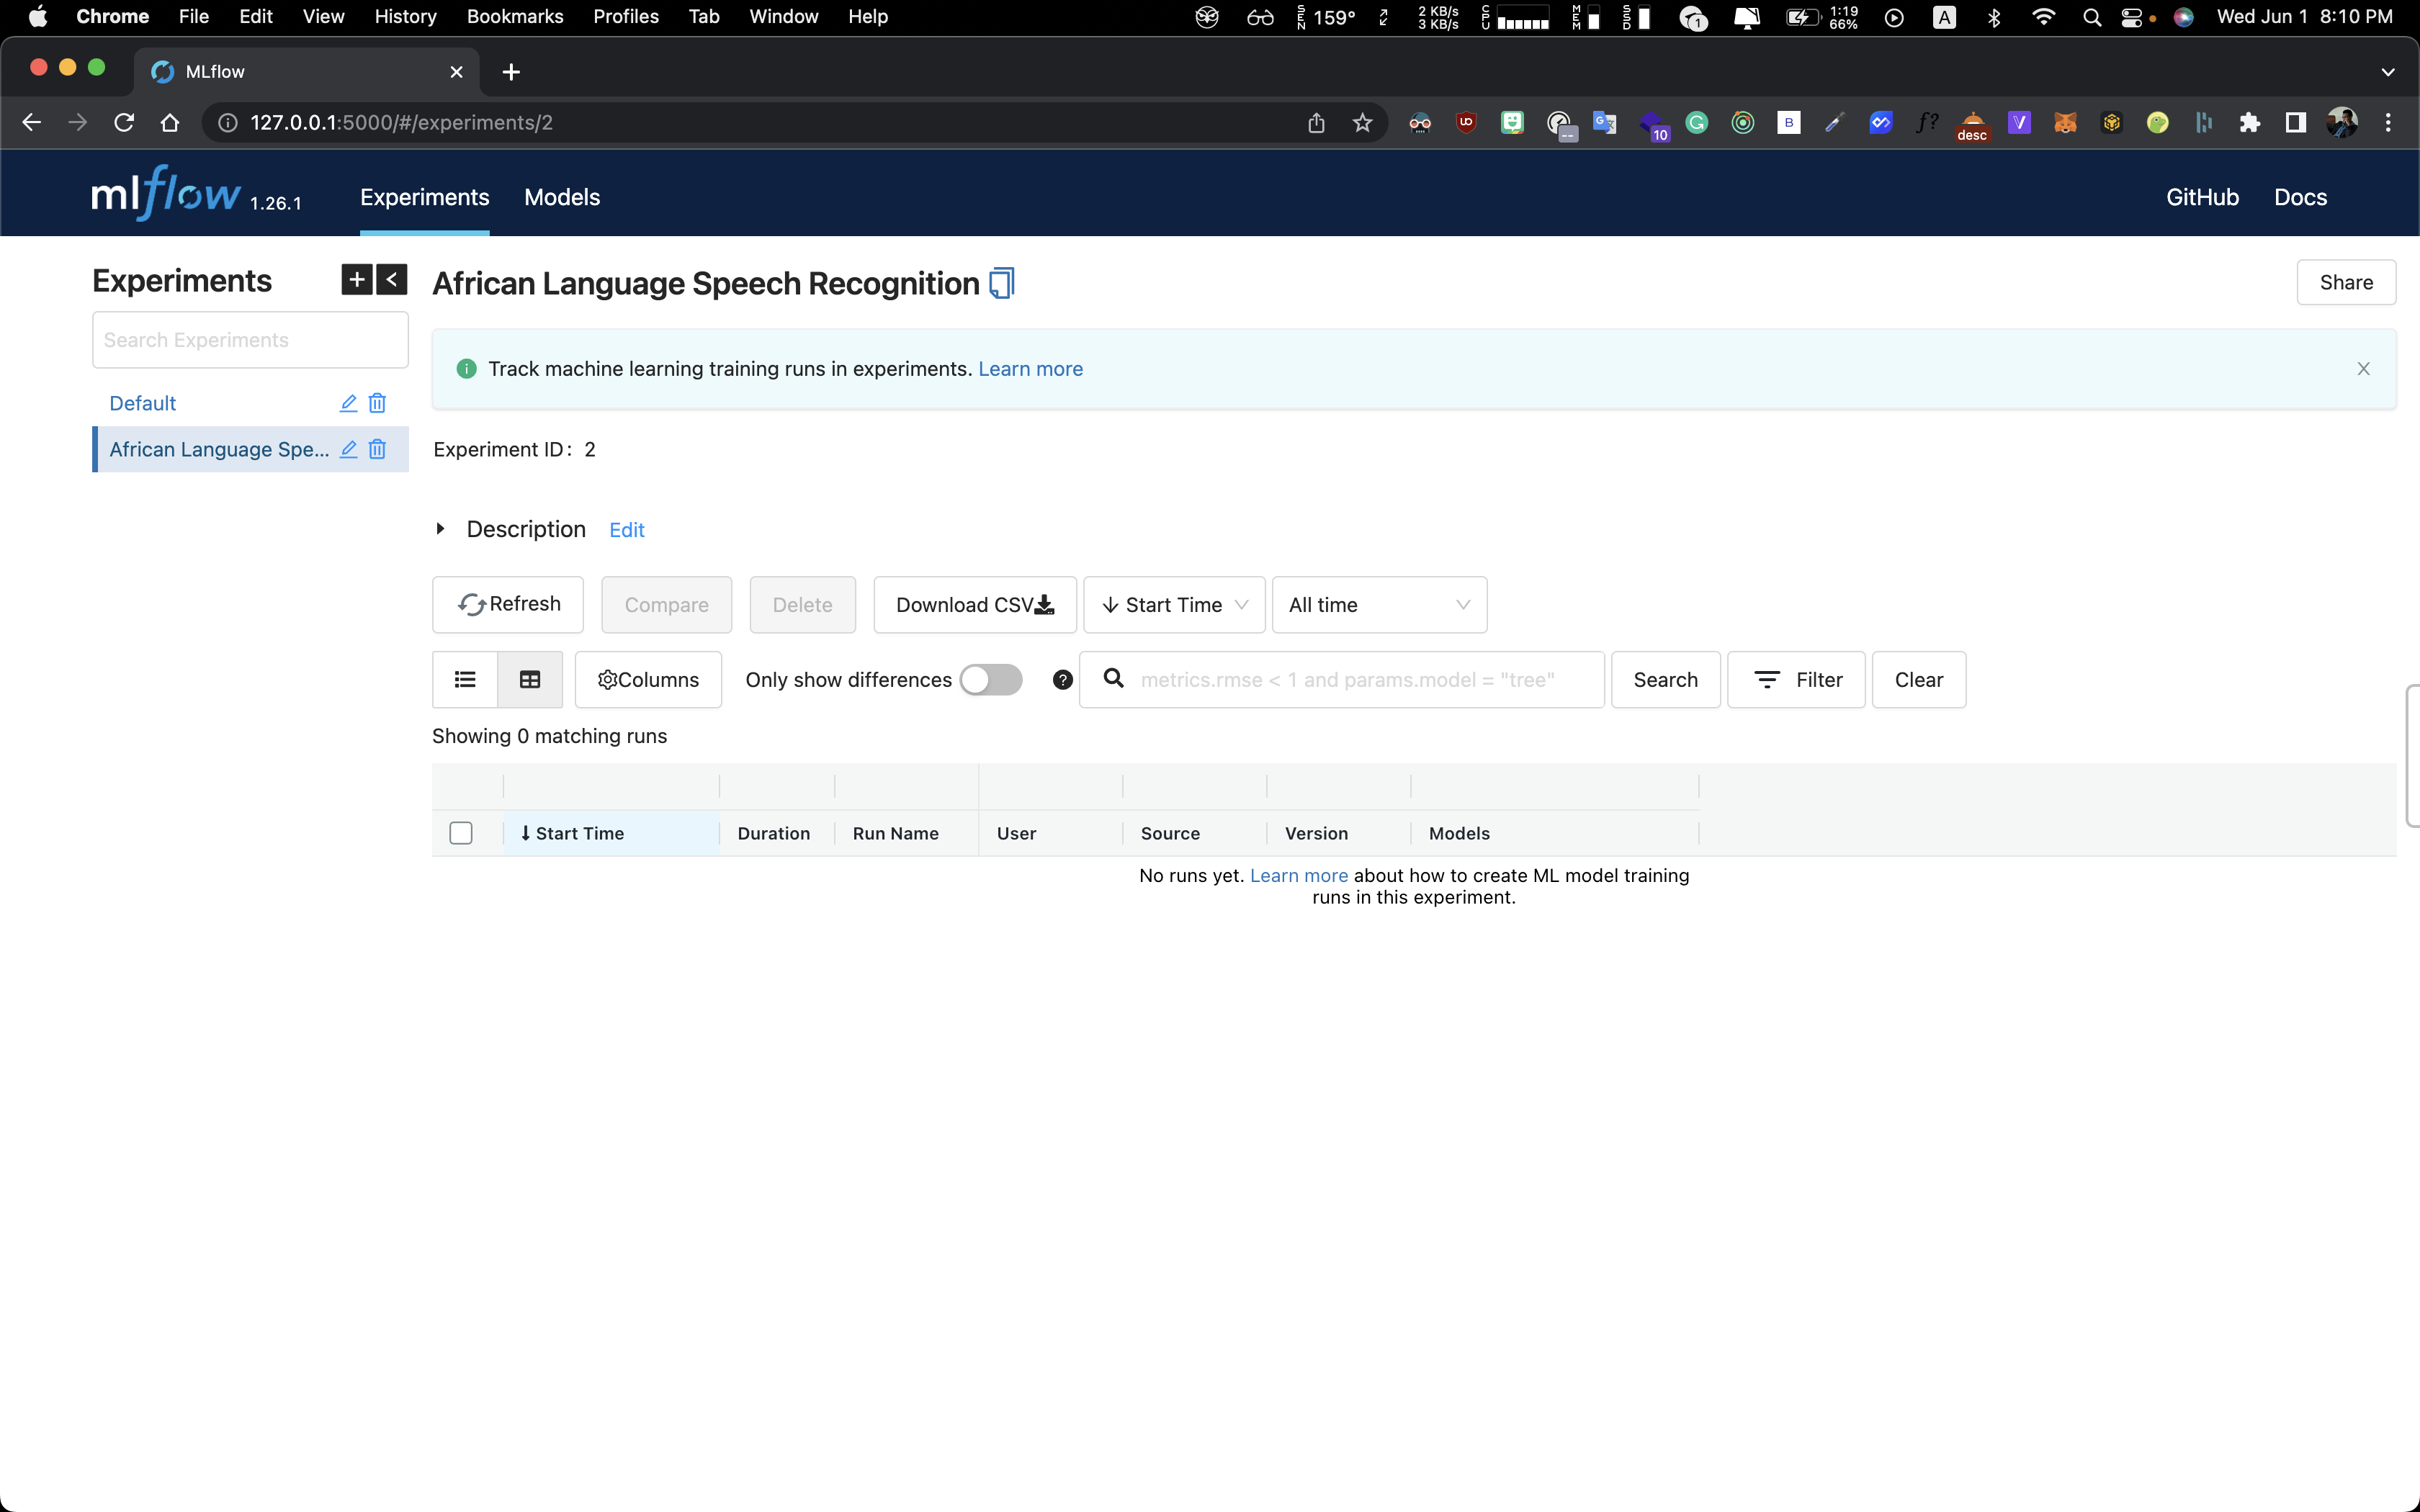 Chrome File Edit View History Bookmarks Profiles Tab Window Help SEN 159° 2 KB/s 3 KB/s CPU MEM SSD 1 1:19 66% A Wed Jun 1 8:10 PM
MLflow
127.0.0.1:5000/#/experiments/2 UO G 10 G B f? desc V
mlflow 1.26.1 Experiments Models GitHub Docs
Experiments African Language Speech Recognition Share
Search Experiments
Track machine learning training runs in experiments. Learn more
Default
African Language Spe... Experiment ID: 2
Description Edit
Refresh Compare Delete Download CSV Start Time All time
Columns Only show differences ? metrics.rmse < 1 and params.model = "tree" Search Filter Clear
Showing 0 matching runs
↓ Start Time Duration Run Name User Source Version Models
No runs yet. Learn more about how to create ML model training
runs in this experiment.